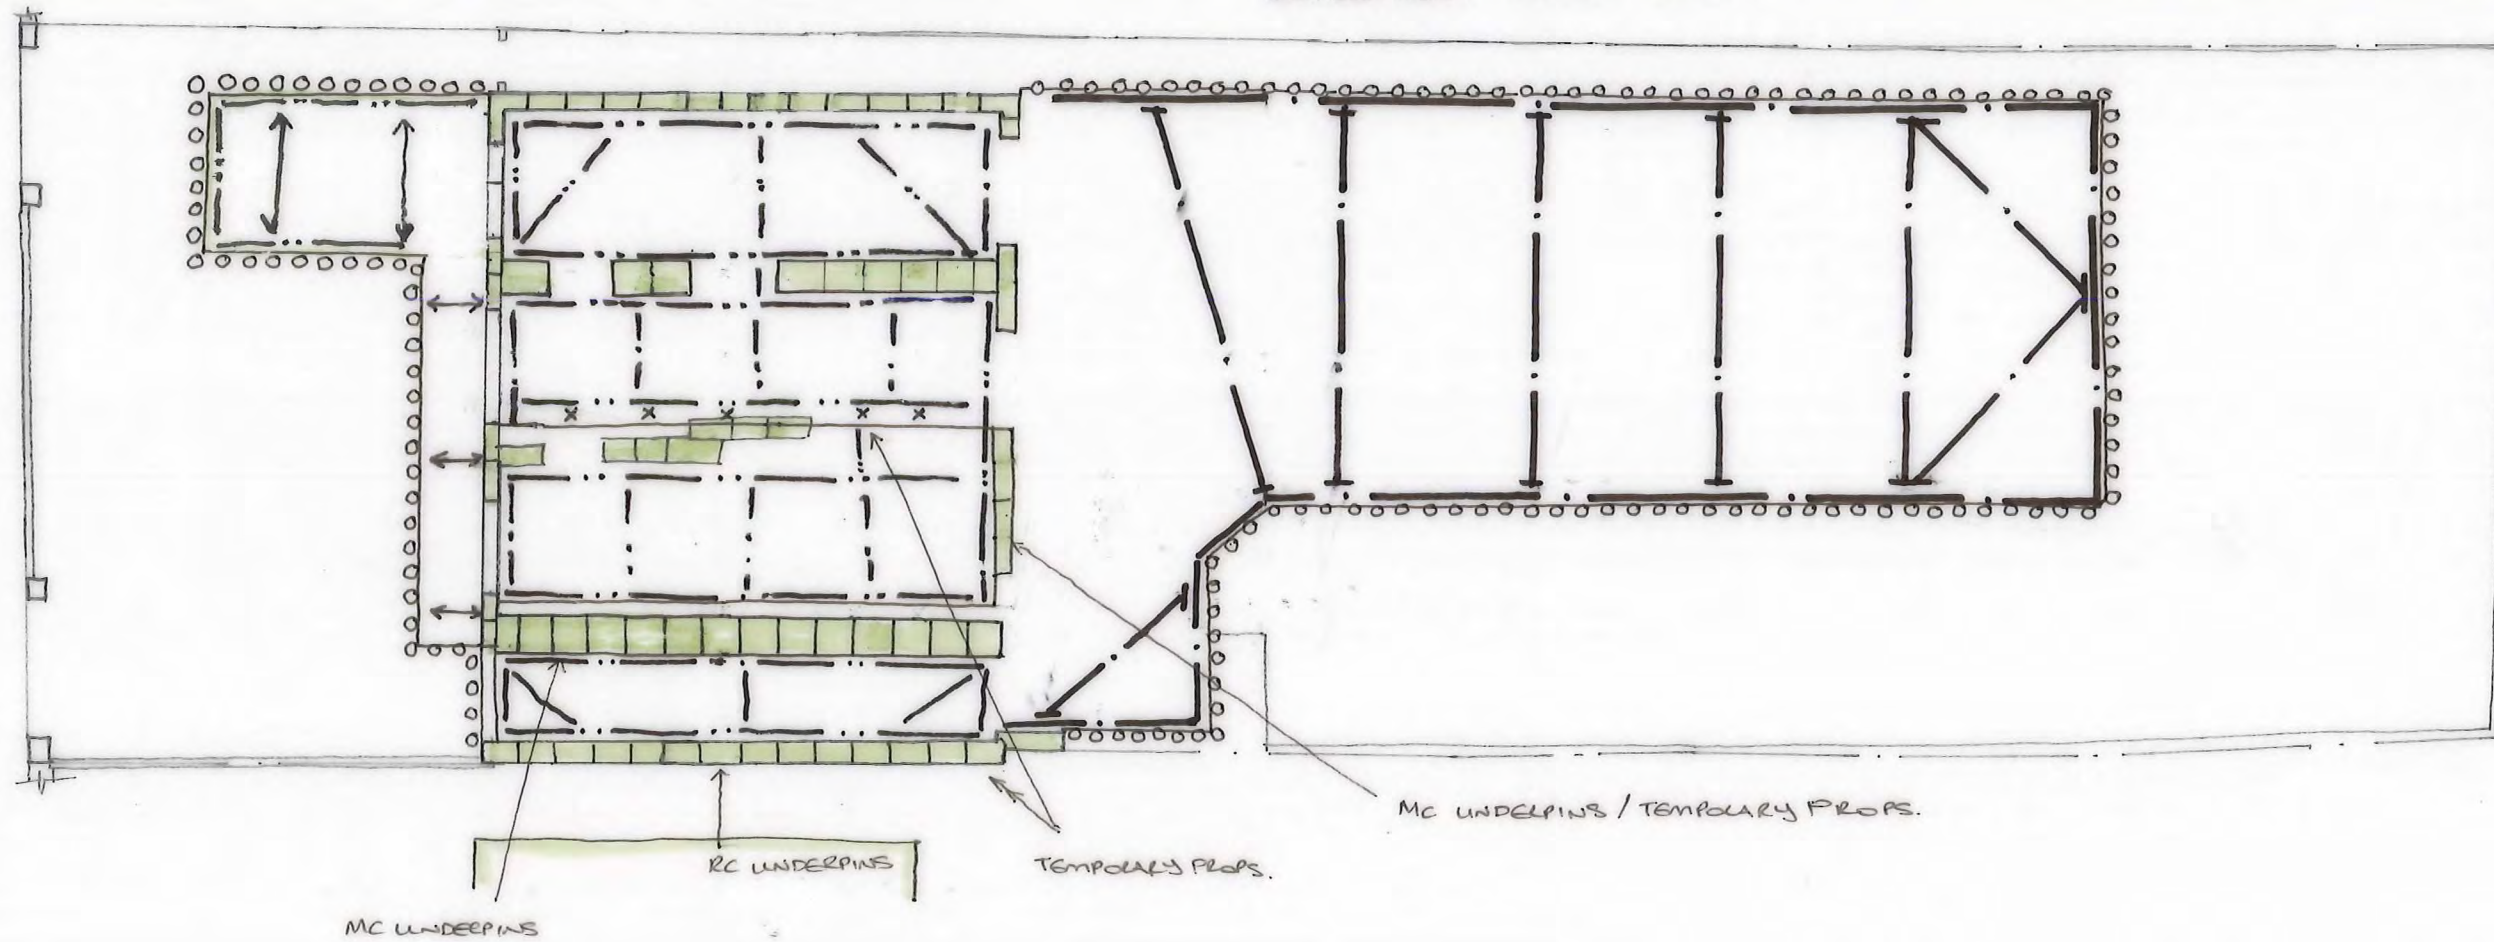 MC UNDERPINS / TEMPORARY PROPS.
RC UNDERPINS
TEMPORARY PROPS.
MC UNDERPINS